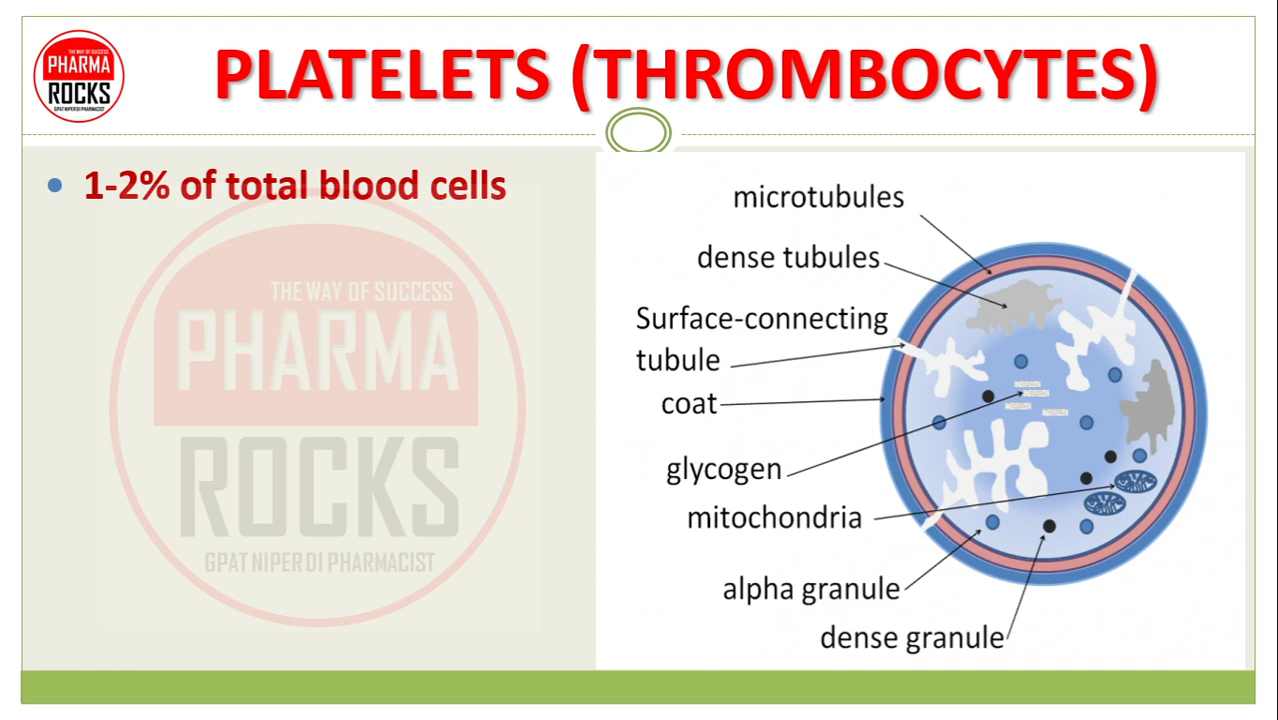 THE WAY OF SUCCESS
PHARMA
ROCKS
GPAT NIPER DI PHARMACIST
PLATELETS (THROMBOCYTES)
1-2% of total blood cells
THE WAY OF SUCCESS
PHARMA
ROCKS
GPAT NIPER DI PHARMACIST
microtubules
dense tubules
Surface-connecting
tubule
coat
glycogen
mitochondria
alpha granule
dense granule